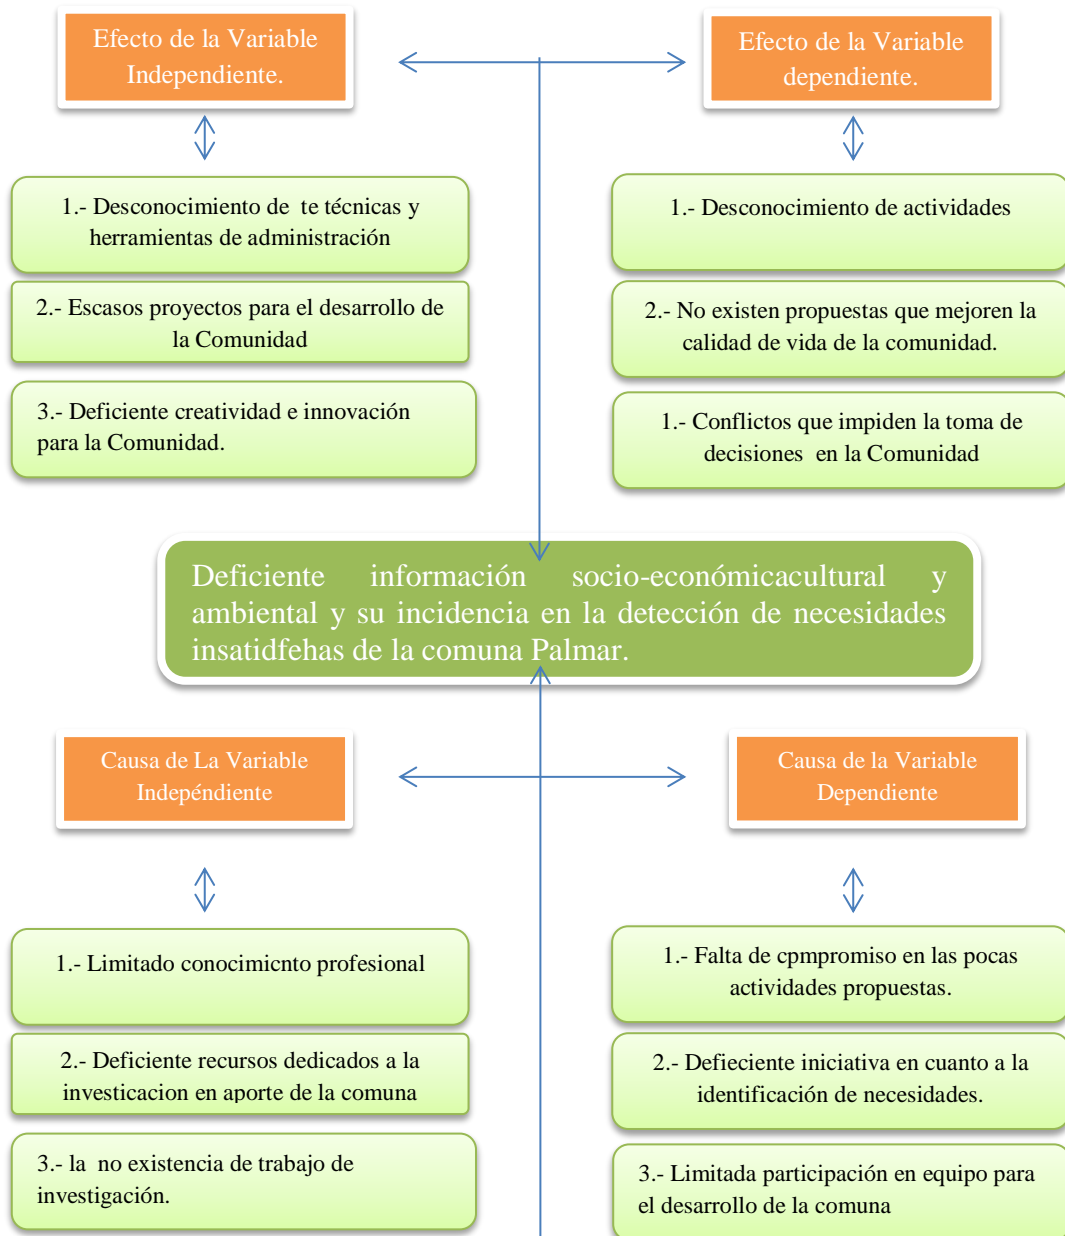 Efecto de la Variable
Independiente.
Efecto de la Variable
dependiente.
1.- Desconocimiento de te técnicas y
herramientas de administración
2.- Escasos proyectos para el desarrollo de
la Comunidad
3.- Deficiente creatividad e innovación
para la Comunidad.
1.- Desconocimiento de actividades
2.- No existen propuestas que mejoren la
calidad de vida de la comunidad.
1.- Conflictos que impiden la toma de
decisiones en la Comunidad
Deficiente información socio-económicacultural y
ambiental y su incidencia en la detección de necesidades
insatidfehas de la comuna Palmar.
Causa de La Variable
Indepéndiente
Causa de la Variable
Dependiente
1.- Limitado conocimicnto profesional
2.- Deficiente recursos dedicados a la
investicacion en aporte de la comuna
3.- la no existencia de trabajo de
investigación.
1.- Falta de cpmpromiso en las pocas
actividades propuestas.
2.- Defieciente iniciativa en cuanto a la
identificación de necesidades.
3.- Limitada participación en equipo para
el desarrollo de la comuna